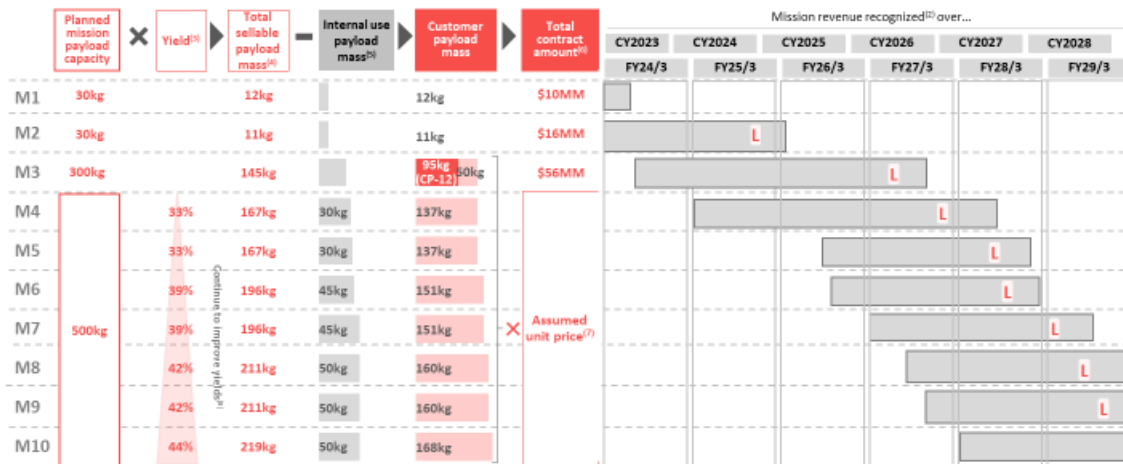 Planned mission payload capacity
Yield(3)
Total sellable payload mass(4)
Internal use payload mass(5)
Customer payload mass
Total contract amount(6)
Mission revenue recognized(2) over...
CY2023 CY2024 CY2025 CY2026 CY2027 CY2028
FY24/3 FY25/3 FY26/3 FY27/3 FY28/3 FY29/3
M1 30kg 12kg 12kg $10MM
M2 30kg 11kg 11kg $16MM L
M3 300kg 145kg 95kg (CP-12) 50kg $56MM L
M4 33% 167kg 30kg 137kg L
M5 33% 167kg 30kg 137kg L
M6 39% 196kg 45kg 151kg L
M7 500kg 39% 196kg 45kg 151kg Assumed unit price(7) L
M8 42% 211kg 50kg 160kg L
M9 42% 211kg 50kg 160kg L
M10 44% 219kg 50kg 168kg
Continue to improve yields